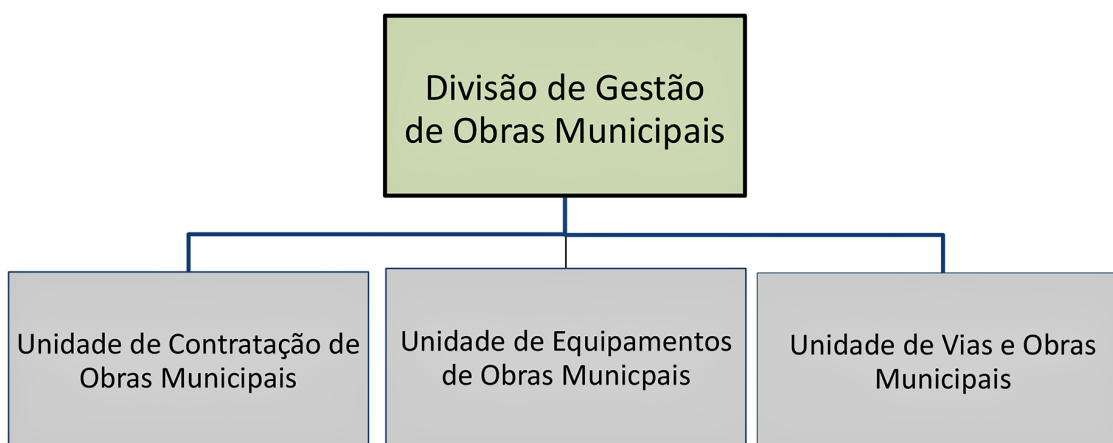 Divisão de Gestão
de Obras Municipais
Unidade de Contratação de
Obras Municipais
Unidade de Equipamentos
de Obras Municpais
Unidade de Vias e Obras
Municipais